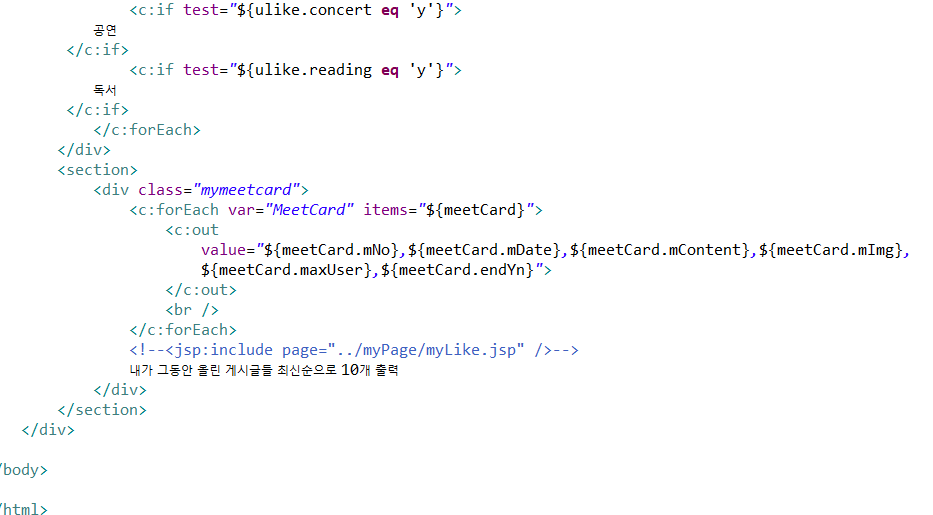 <c:if test="${ulike.concert eq 'y'}">
공연
</c:if>
<c:if test="${ulike.reading eq 'y'}">
독서
</c:if>
</c:forEach>
</div>
<section>
<div class="mymeetcard">
<c:forEach var="MeetCard" items="${meetCard}">
<c:out
value="${meetCard.mNo},${meetCard.mDate},${meetCard.mContent},${meetCard.mImg},
${meetCard.maxUser},${meetCard.endYn}">
</c:out>
<br />
</c:forEach>
<!--<jsp:include page="../myPage/myLike.jsp" />-->
내가 그동안 올린 게시글들 최신순으로 10개 출력
</div>
</section>
</div>
/body>
/html>